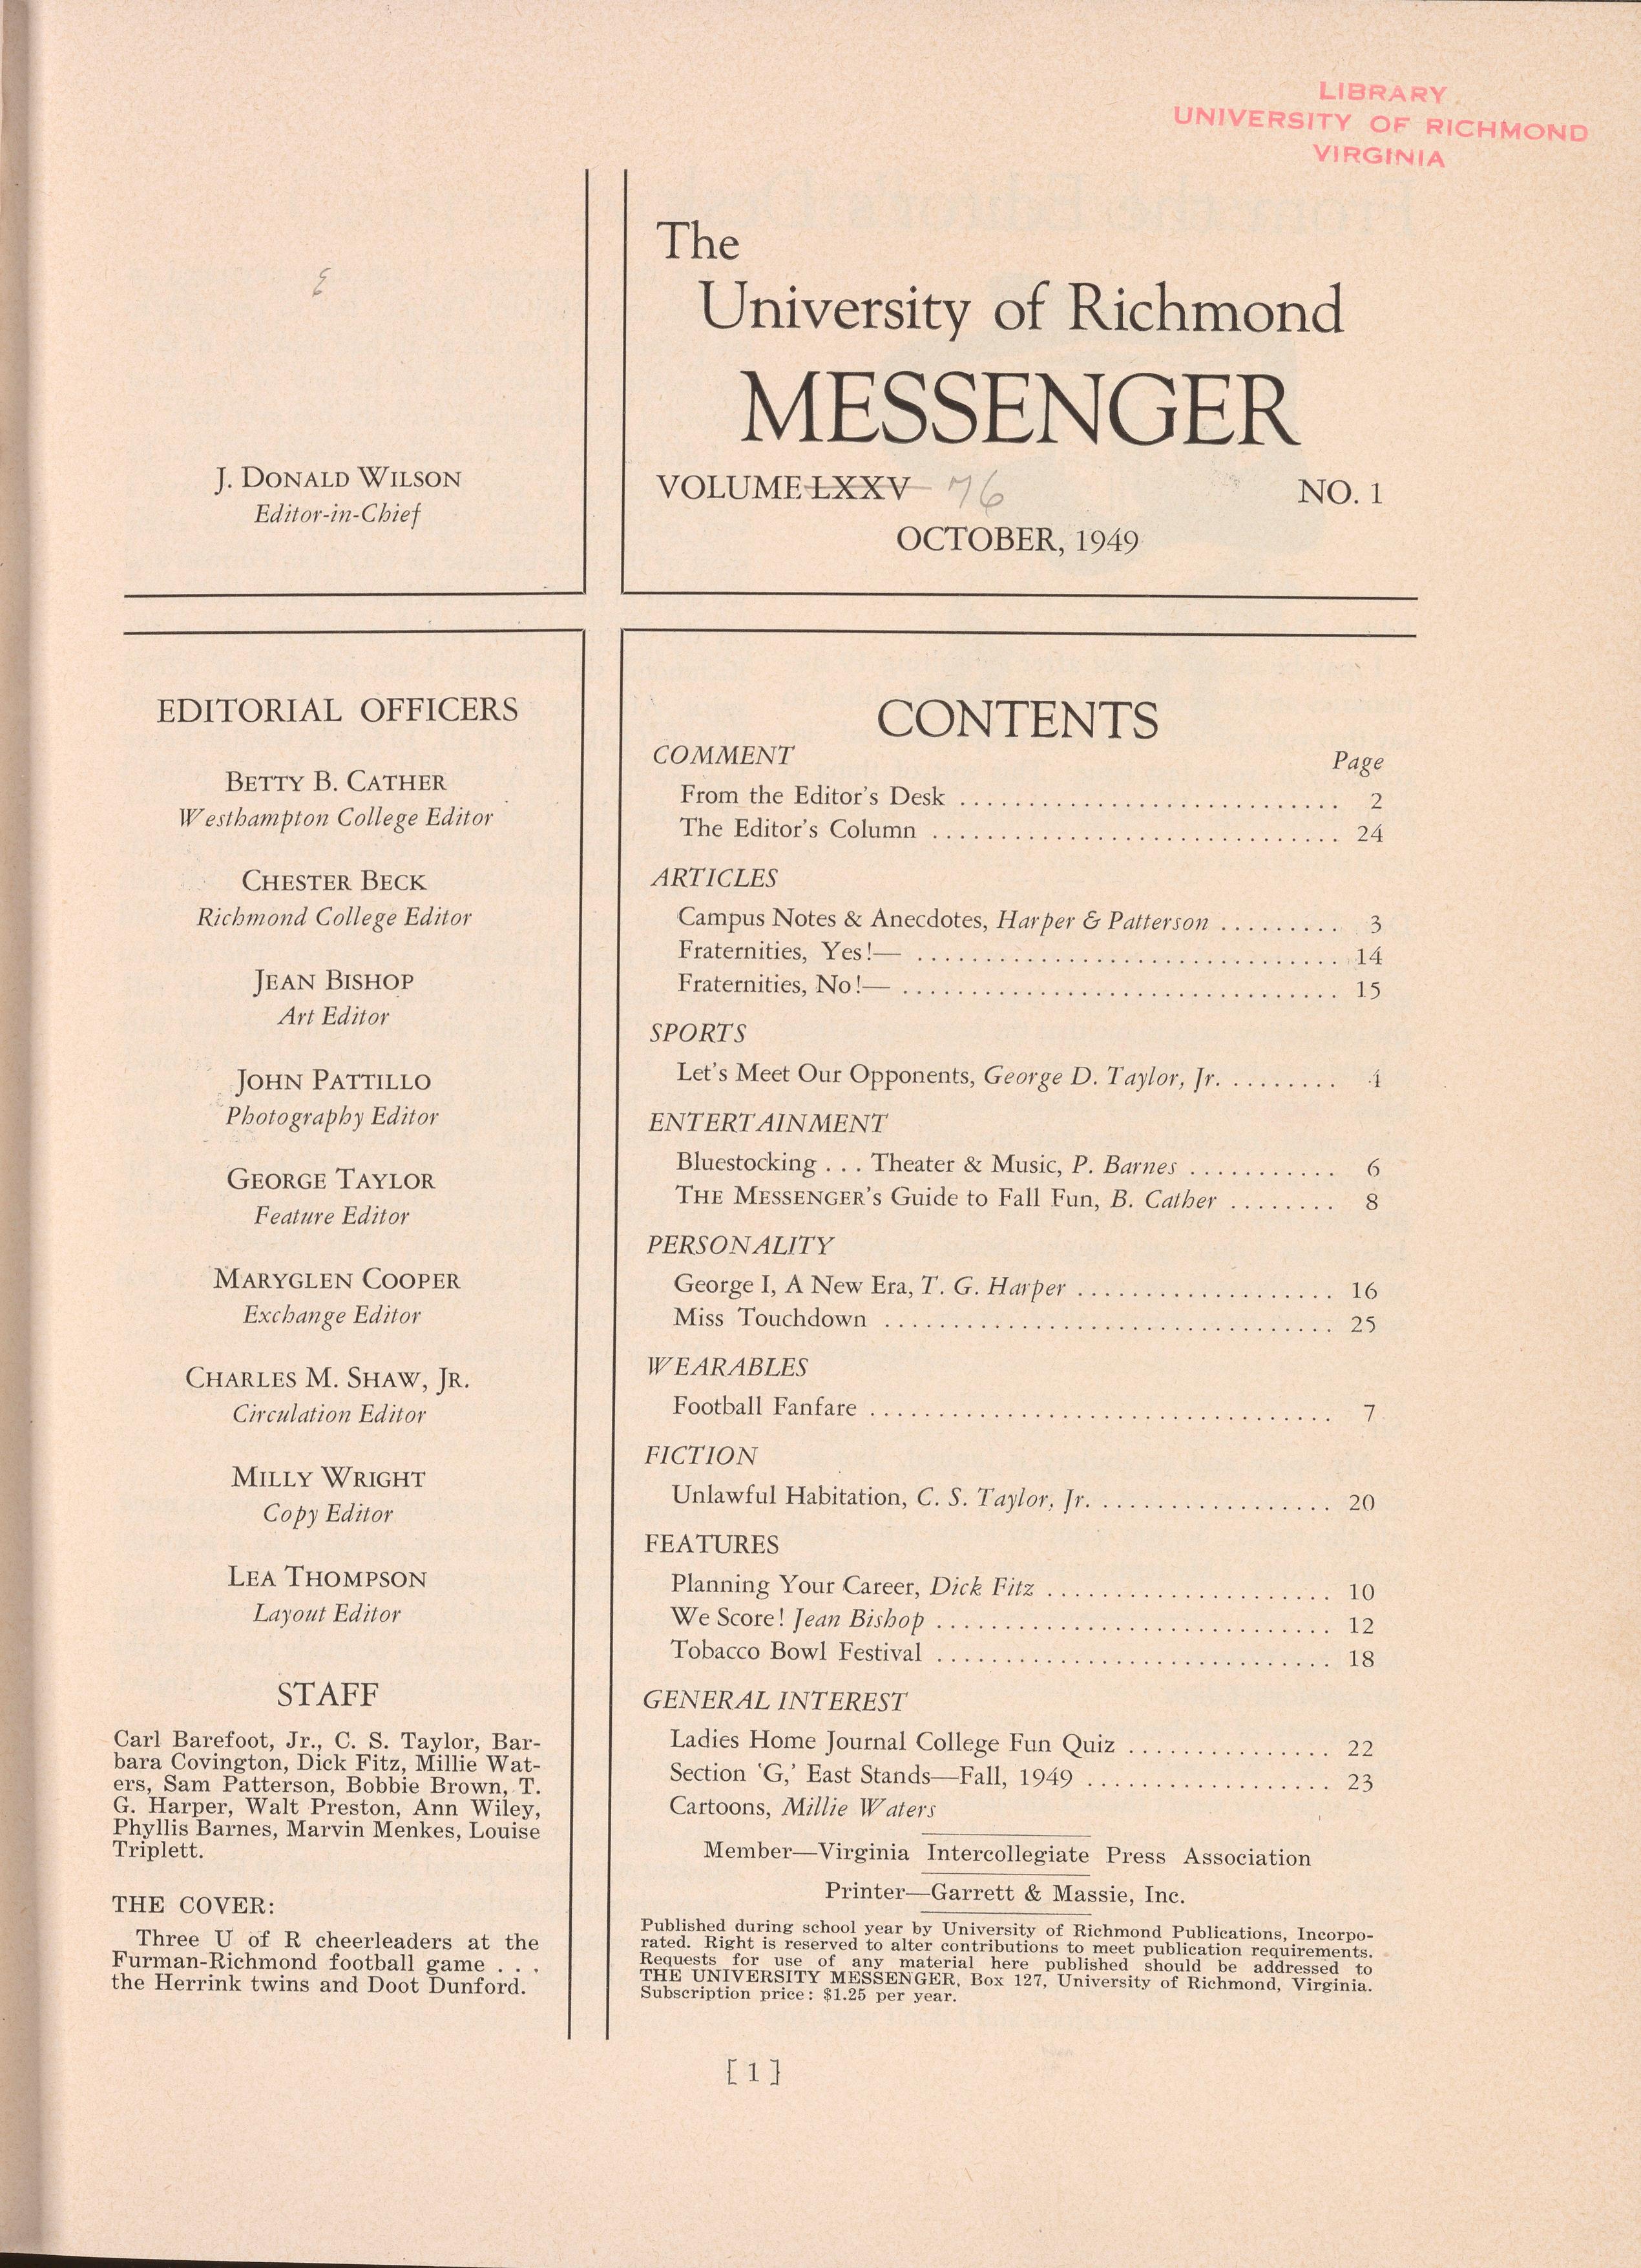 LIBRARY
UNIVERSITY OF RICHMOND
VIRGINIA
The
University of Richmond
MESSENGER
VOLUME LXXV 76 NO. 1
OCTOBER, 1949
J. DONALD WILSON
Editor-in-Chief
EDITORIAL OFFICERS
BETTY B. CATHER
Westhampton College Editor
CHESTER BECK
Richmond College Editor
JEAN BISHOP
Art Editor
JOHN PATTILLO
Photography Editor
GEORGE TAYLOR
Feature Editor
MARYGLEN COOPER
Exchange Editor
CHARLES M. SHAW, JR.
Circulation Editor
MILLY WRIGHT
Copy Editor
LEA THOMPSON
Layout Editor
STAFF
Carl Barefoot, Jr., C. S. Taylor, Bar-
bara Covington, Dick Fitz, Millie Wat-
ers, Sam Patterson, Bobbie Brown, T.
G. Harper, Walt Preston, Ann Wiley,
Phyllis Barnes, Marvin Menkes, Louise
Triplett.
THE COVER:
Three U of R cheerleaders at the
Furman-Richmond football game . . .
the Herrink twins and Doot Dunford.
CONTENTS
COMMENT Page
From the Editor's Desk ............................ 2
The Editor's Column .............................. 24
ARTICLES
Campus Notes & Anecdotes, Harper & Patterson ......... 3
Fraternities, Yes!— ............................... 14
Fraternities, No!— ................................ 15
SPORTS
Let's Meet Our Opponents, George D. Taylor, Jr. ........ 4
ENTERTAINMENT
Bluestocking . . . Theater & Music, P. Barnes ........... 6
THE MESSENGER'S Guide to Fall Fun, B. Cather ........ 8
PERSONALITY
George I, A New Era, T. G. Harper ................... 16
Miss Touchdown ................................. 25
WEARABLES
Football Fanfare .................................. 7
FICTION
Unlawful Habitation, C. S. Taylor, Jr. ................. 20
FEATURES
Planning Your Career, Dick Fitz ..................... 10
We Score! Jean Bishop ............................. 12
Tobacco Bowl Festival ............................. 18
GENERAL INTEREST
Ladies Home Journal College Fun Quiz ............... 22
Section 'G,' East Stands—Fall, 1949 .................. 23
Cartoons, Millie Waters
Member—Virginia Intercollegiate Press Association
Printer—Garrett & Massie, Inc.
Published during school year by University of Richmond Publications, Incorpo-
rated. Right is reserved to alter contributions to meet publication requirements.
Requests for use of any material here published should be addressed to
THE UNIVERSITY MESSENGER, Box 127, University of Richmond, Virginia.
Subscription price: $1.25 per year.
[ 1 ]